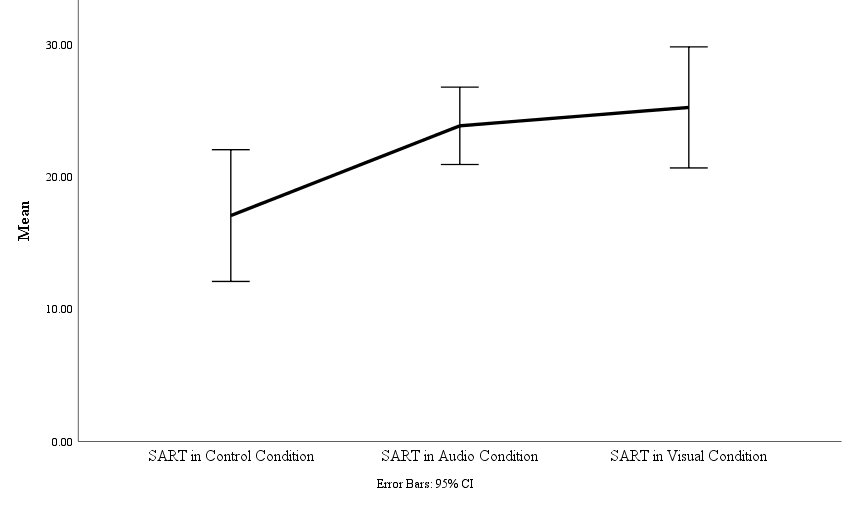 30.00
20.00
Mean
10.00
0.00
SART in Control Condition SART in Audio Condition SART in Visual Condition
Error Bars: 95% CI